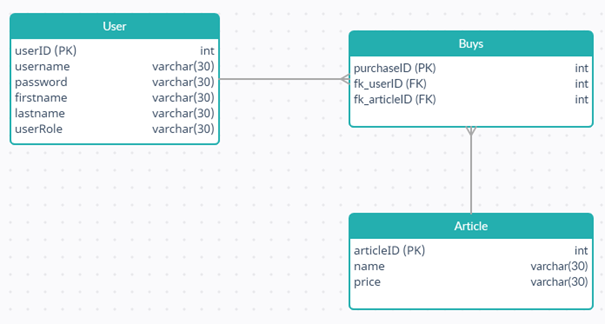 User
userID (PK) int
username varchar(30)
password varchar(30)
firstname varchar(30)
lastname varchar(30)
userRole varchar(30)
Buys
purchaseID (PK) int
fk_userID (FK) int
fk_articleID (FK) int
Article
articleID (PK) int
name varchar(30)
price varchar(30)